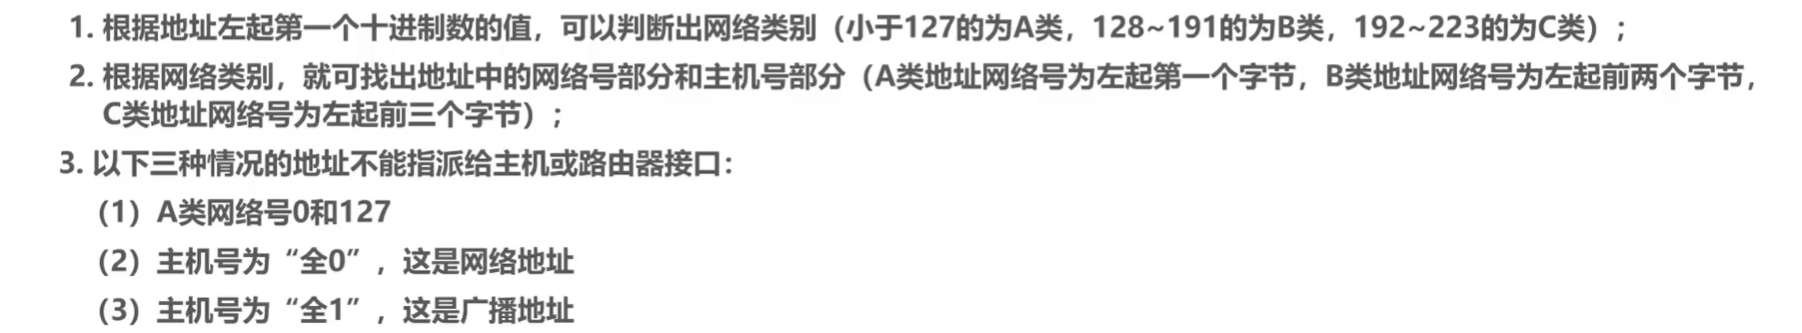 1. 根据地址左起第一个十进制数的值，可以判断出网络类别（小于127的为A类，128~191的为B类，192~223的为C类）；
2. 根据网络类别，就可找出地址中的网络号部分和主机号部分（A类地址网络号为左起第一个字节，B类地址网络号为左起前两个字节，
C类地址网络号为左起前三个字节）；
3. 以下三种情况的地址不能指派给主机或路由器接口：
（1）A类网络号0和127
（2）主机号为“全0”，这是网络地址
（3）主机号为“全1”，这是广播地址